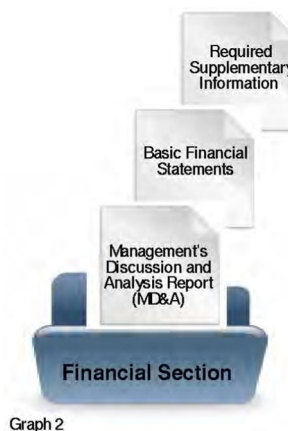 Required
Supplementary
Information
Basic Financial
Statements
Management's
Discussion and
Analysis Report
(MD&A)
Financial Section
Graph 2